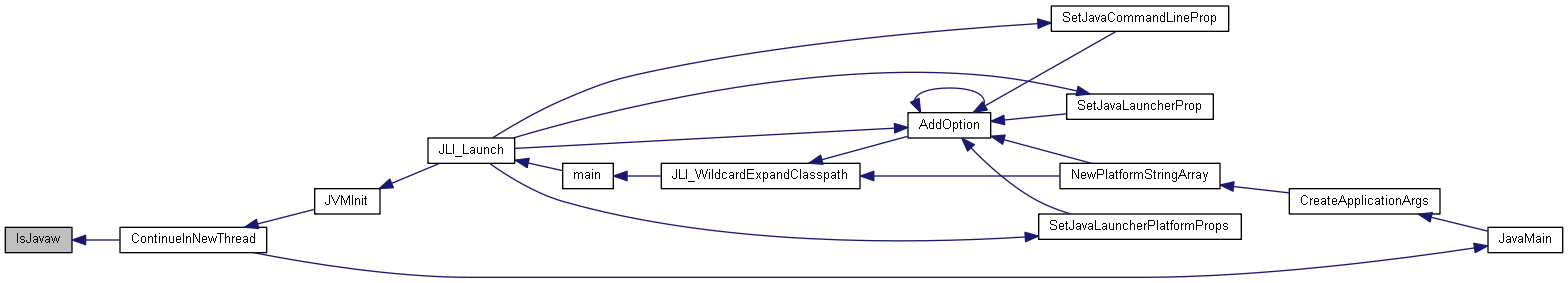 SetJavaCommandLineProp
SetJavaLauncherProp
AddOption
JLI_Launch
main
JLI_WildcardExpandClasspath
NewPlatformStringArray
JVMInit
CreateApplicationArgs
SetJavaLauncherPlatformProps
IsJavaw
ContinueInNewThread
JavaMain